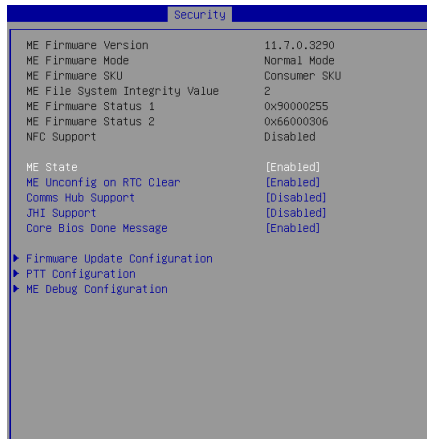 Security
ME Firmware Version 11.7.0.3290
ME Firmware Mode Normal Mode
ME Firmware SKU Consumer SKU
ME File System Integrity Value 2
ME Firmware Status 1 0x90000255
ME Firmware Status 2 0x66000306
NFC Support Disabled
ME State [Enabled]
ME Unconfig on RTC Clear [Enabled]
Comms Hub Support [Disabled]
JHI Support [Disabled]
Core Bios Done Message [Enabled]
Firmware Update Configuration
PTT Configuration
ME Debug Configuration